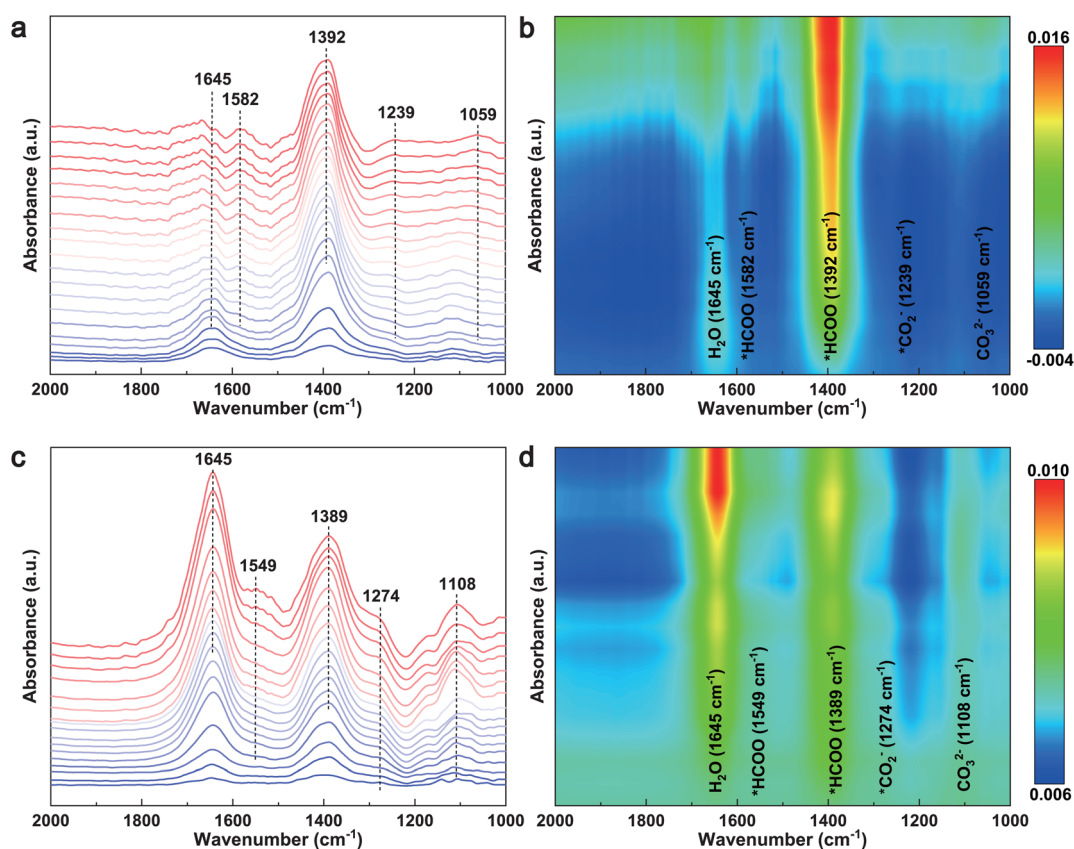 a
1392
1645
1582
1239
1059
Absorbance (a.u.)
2000 1800 1600 1400 1200 1000
Wavenumber (cm⁻¹)
b
H₂O (1645 cm⁻¹)
*HCOO (1582 cm⁻¹)
*HCOO (1392 cm⁻¹)
*CO₂⁻ (1239 cm⁻¹)
CO₃²⁻ (1059 cm⁻¹)
2000 1800 1600 1400 1200 1000
Wavenumber (cm⁻¹)
Absorbance (a.u.)
0.016
-0.004
c
1645
1389
1549
1274
1108
Absorbance (a.u.)
2000 1800 1600 1400 1200 1000
Wavenumber (cm⁻¹)
d
H₂O (1645 cm⁻¹)
*HCOO (1549 cm⁻¹)
*HCOO (1389 cm⁻¹)
*CO₂⁻ (1274 cm⁻¹)
CO₃²⁻ (1108 cm⁻¹)
2000 1800 1600 1400 1200 1000
Wavenumber (cm⁻¹)
Absorbance (a.u.)
0.010
0.006